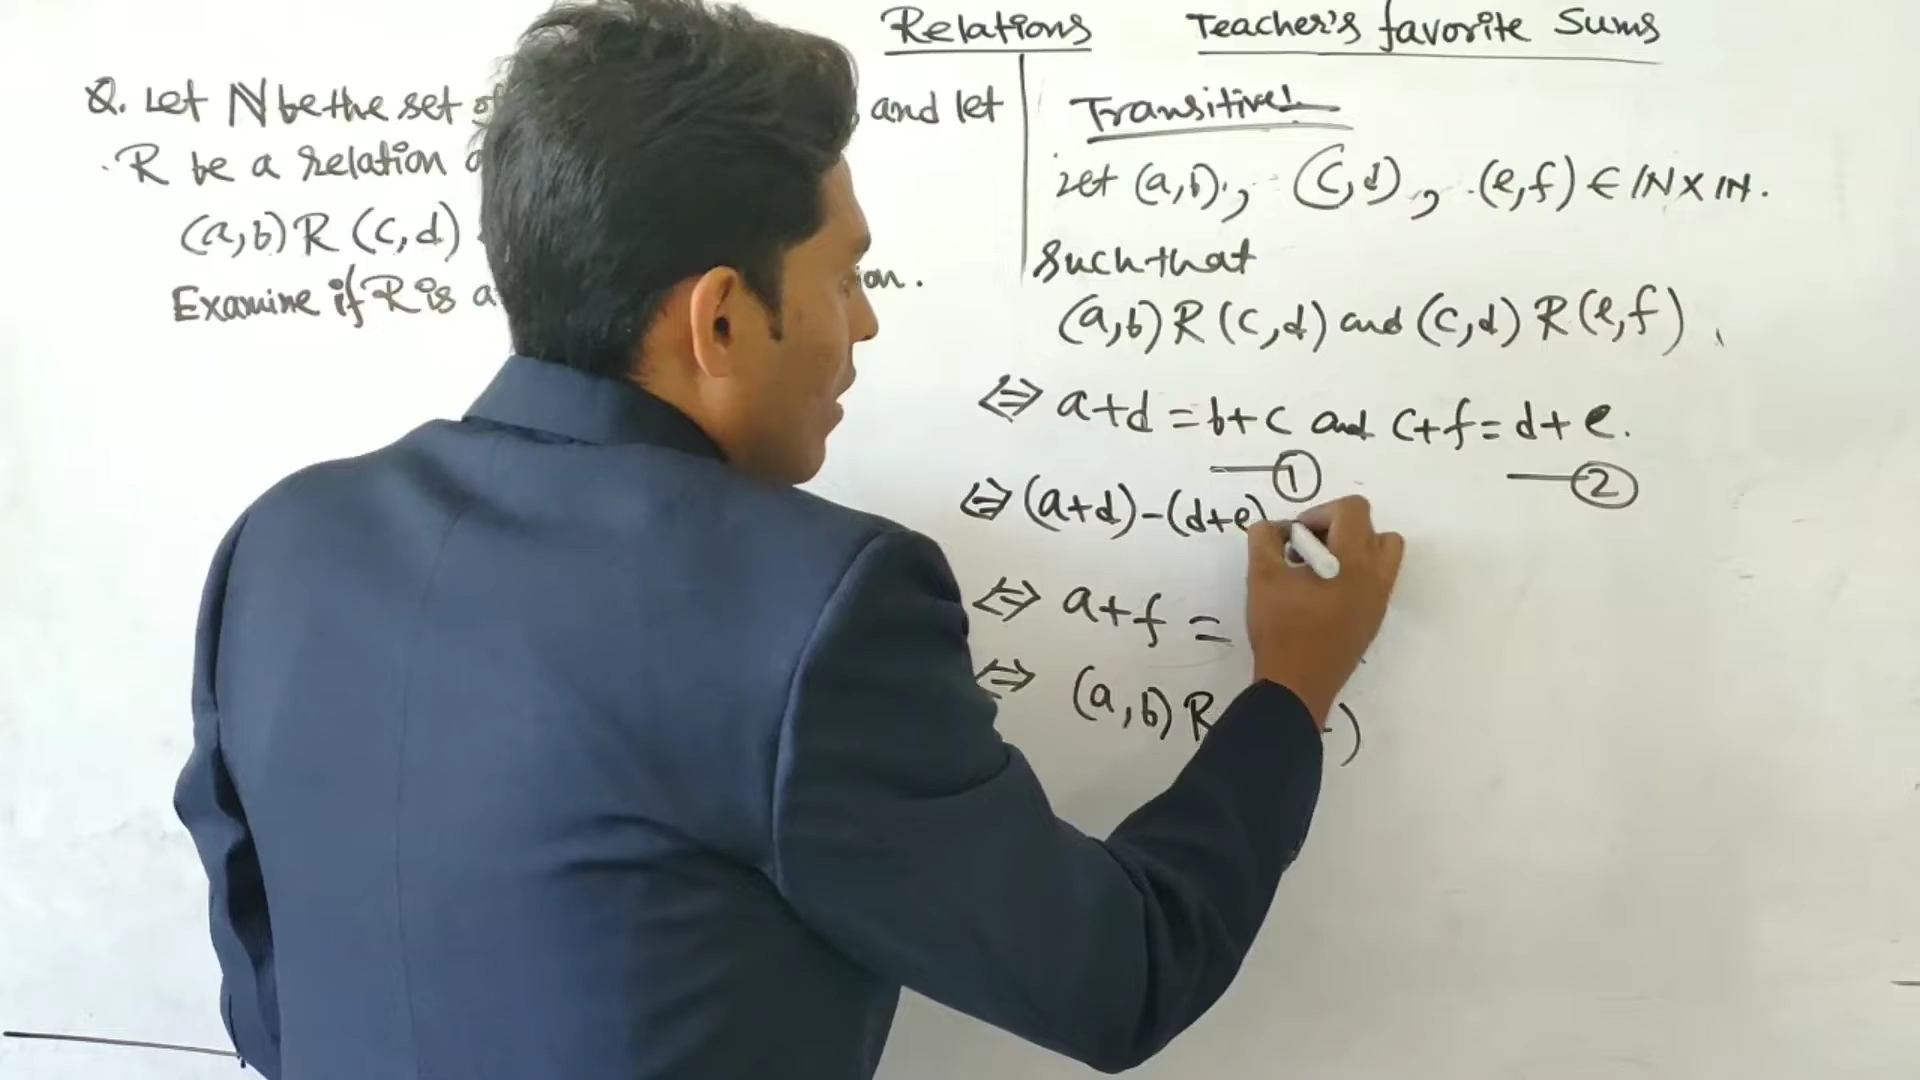 Relations
Teacher's favorite Sums
Q. Let N be the set of and let
R be a relation
(a,b) R (c,d)
Examine if R is a
Transitive!
Let (a,b), (c,d), (e,f) ∈ IN X IN.
Such that
(a,b) R (c,d) and (c,d) R (e,f).
⇔ a+d = b+c and c+f = d+e.
① ②
⇔ (a+d)-(d+e)
⇔ a+f =
⇔ (a,b) R )